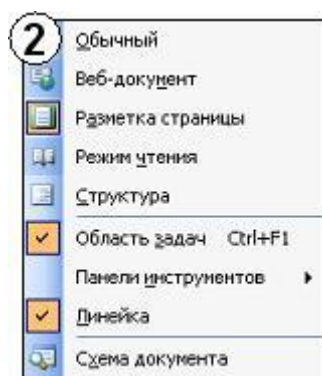 2
Обычный
Веб-документ
Разметка страницы
Режим чтения
Структура
Область задач Ctrl+F1
Панели инструментов
Линейка
Схема документа